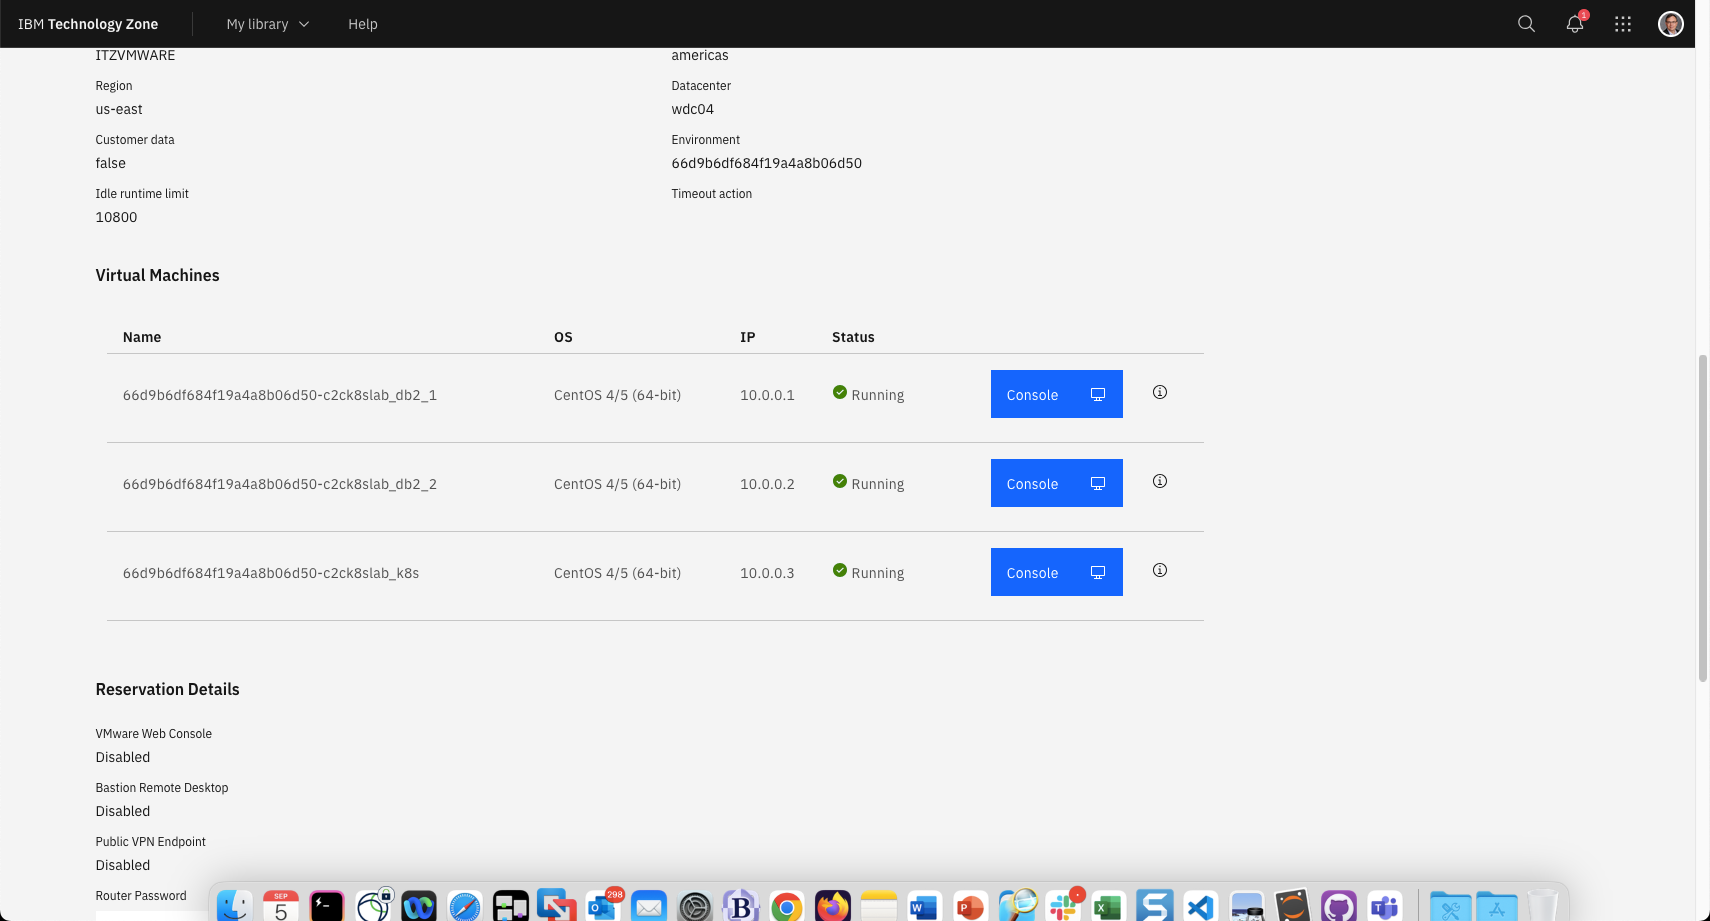 IBM Technology Zone My library Help 1
ITZVMWARE americas
Region Datacenter
us-east wdc04
Customer data Environment
false 66d9b6df684f19a4a8b06d50
Idle runtime limit Timeout action
10800
Virtual Machines
Name OS IP Status
66d9b6df684f19a4a8b06d50-c2ck8slab_db2_1 CentOS 4/5 (64-bit) 10.0.0.1 Running Console
66d9b6df684f19a4a8b06d50-c2ck8slab_db2_2 CentOS 4/5 (64-bit) 10.0.0.2 Running Console
66d9b6df684f19a4a8b06d50-c2ck8slab_k8s CentOS 4/5 (64-bit) 10.0.0.3 Running Console
Reservation Details
VMware Web Console
Disabled
Bastion Remote Desktop
Disabled
Public VPN Endpoint
Disabled
Router Password
SEP 298
5 B W P X S